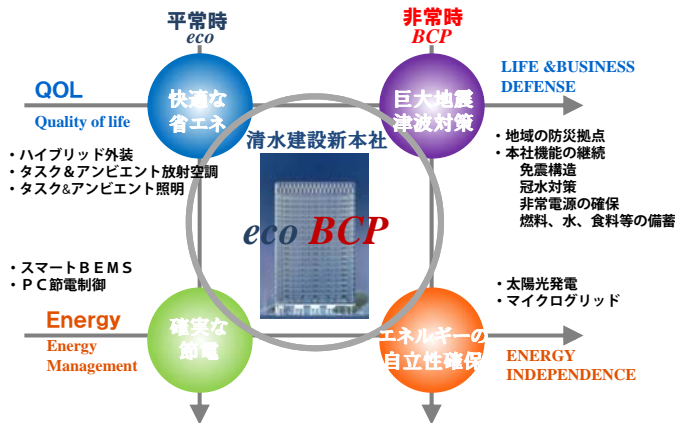 平常時
eco
非常時
BCP
QOL
Quality of life
快適な
省エネ
巨大地震
津波対策
LIFE &BUSINESS
DEFENSE
清水建設新本社
・ハイブリッド外装
・タスク＆アンビエント放射空調
・タスク&アンビエント照明
・地域の防災拠点
・本社機能の継続
免震構造
冠水対策
非常電源の確保
燃料、水、食料等の備蓄
eco BCP
・スマートＢＥＭＳ
・ＰＣ節電制御
・太陽光発電
・マイクログリッド
Energy
Energy
Management
確実な
節電
エネルギーの
自立性確保
ENERGY
INDEPENDENCE